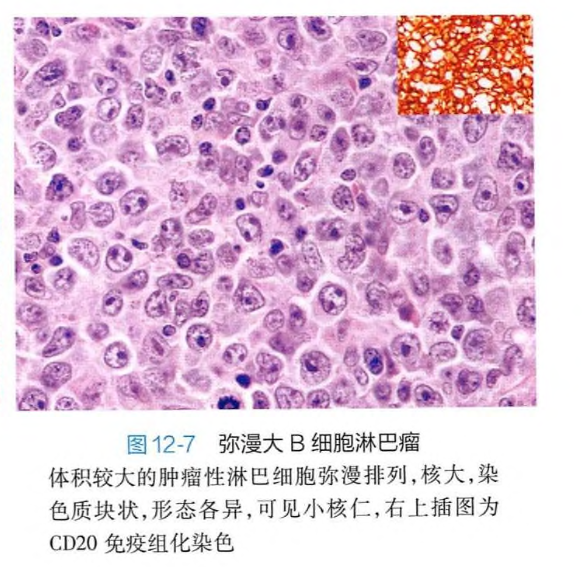 图12-7 弥漫大 B 细胞淋巴瘤
体积较大的肿瘤性淋巴细胞弥漫排列,核大,染
色质块状,形态各异,可见小核仁,右上插图为
CD20 免疫组化染色